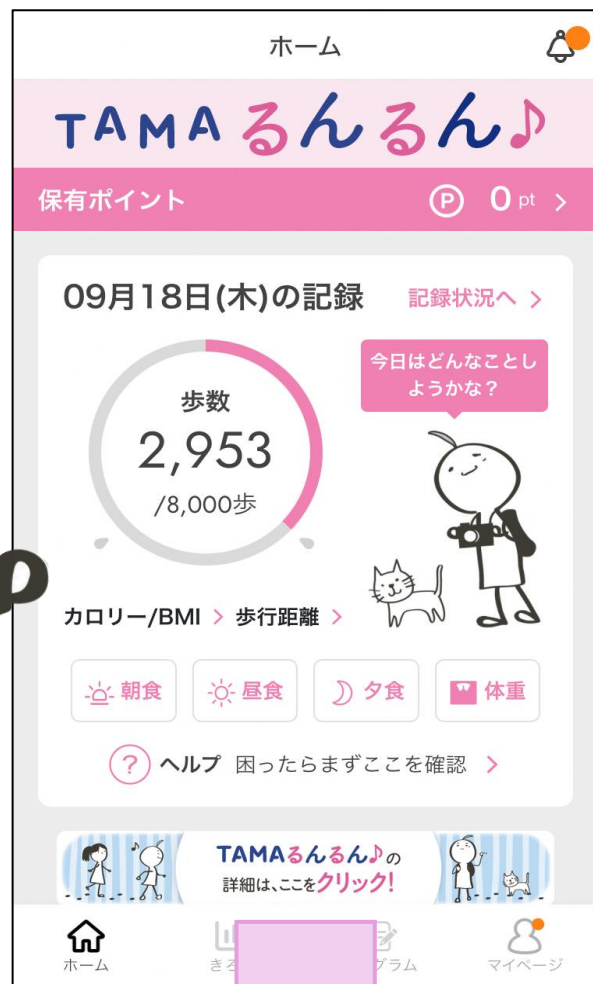 ホーム
TAMAるんるん♪
保有ポイント P 0 pt >
09月18日(木)の記録 記録状況へ >
今日はどんなことし
ようかな？
歩数
2,953
/8,000歩
カロリー/BMI > 歩行距離 >
朝食 昼食 夕食 体重
? ヘルプ 困ったらまずここを確認 >
TAMAるんるん♪の
詳細は、ここをクリック!
ホーム マイページ